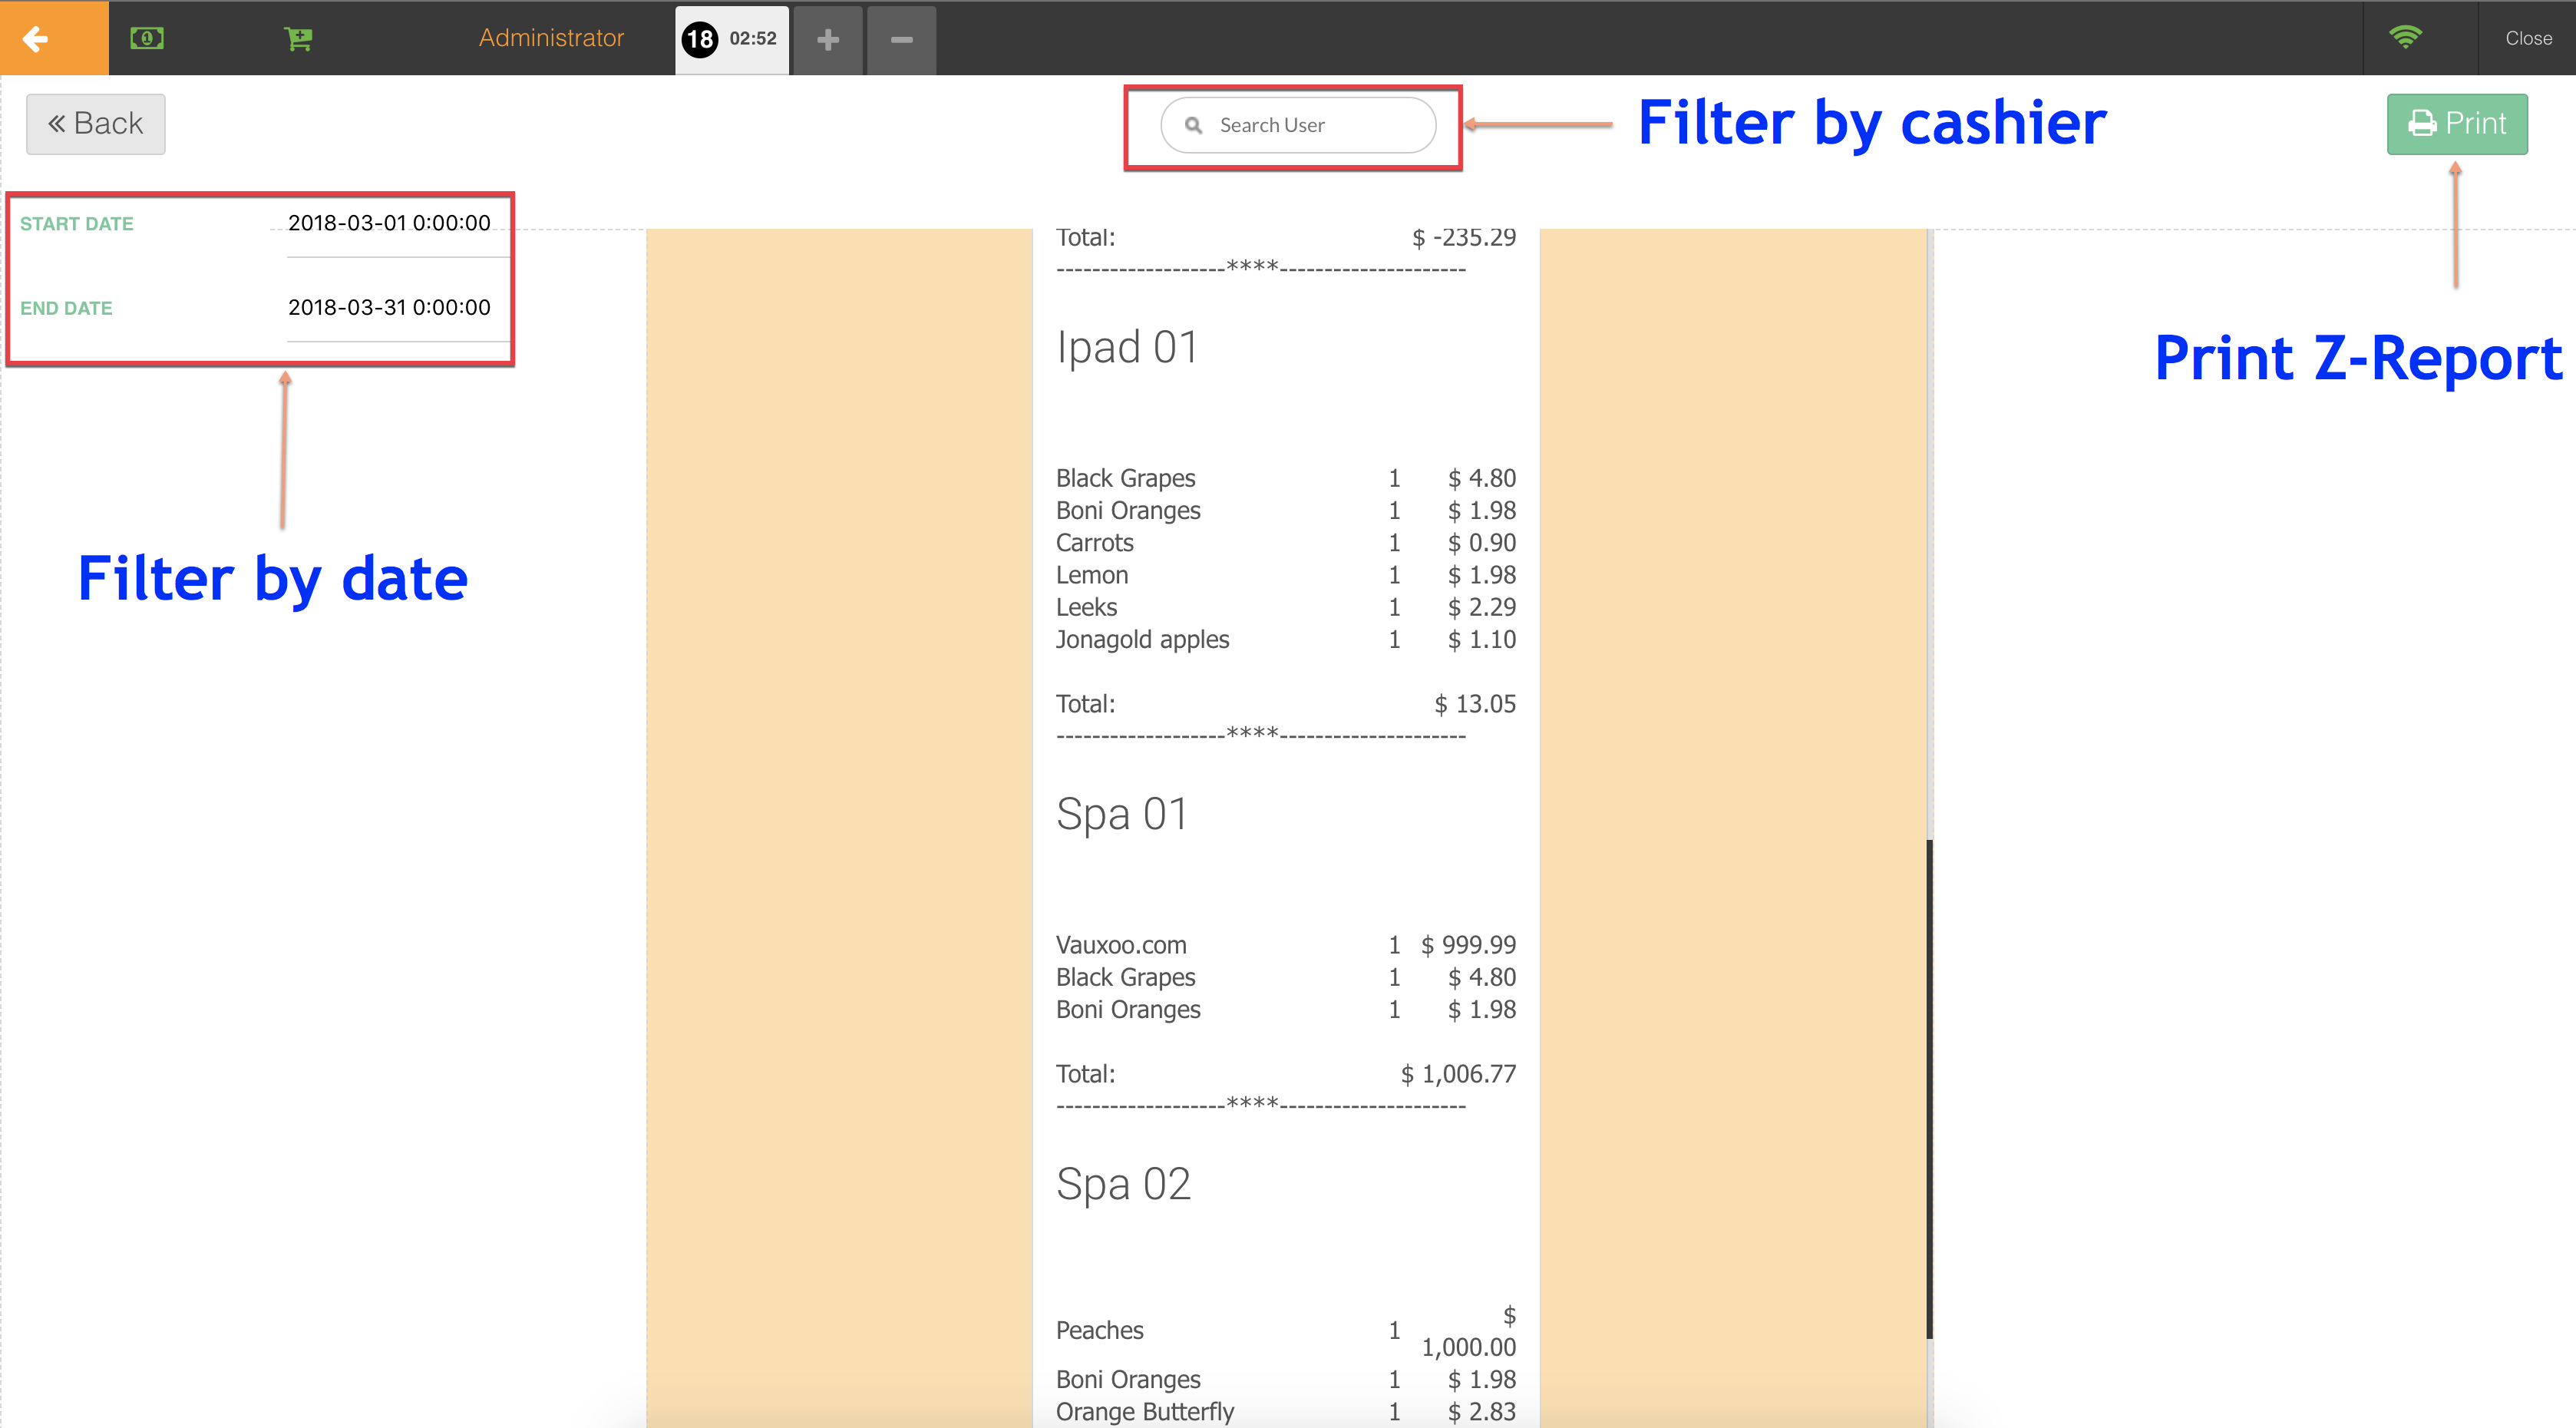 Administrator 18 02:52 + − Close
Back Search User Filter by cashier Print
START DATE 2018-03-01 0:00:00
END DATE 2018-03-31 0:00:00
Filter by date
Print Z-Report
Total: $ -235.29
-------------------****---------------------
Ipad 01
Black Grapes 1 $ 4.80
Boni Oranges 1 $ 1.98
Carrots 1 $ 0.90
Lemon 1 $ 1.98
Leeks 1 $ 2.29
Jonagold apples 1 $ 1.10
Total: $ 13.05
-------------------****---------------------
Spa 01
Vauxoo.com 1 $ 999.99
Black Grapes 1 $ 4.80
Boni Oranges 1 $ 1.98
Total: $ 1,006.77
-------------------****---------------------
Spa 02
Peaches 1 $
1,000.00
Boni Oranges 1 $ 1.98
Orange Butterfly 1 $ 2.83